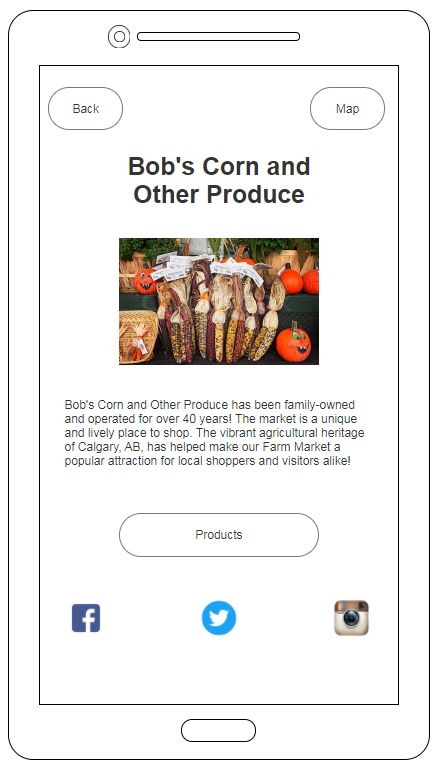 Back
Map
Bob's Corn and
Other Produce
Bob's Corn and Other Produce has been family-owned
and operated for over 40 years! The market is a unique
and lively place to shop. The vibrant agricultural heritage
of Calgary, AB, has helped make our Farm Market a
popular attraction for local shoppers and visitors alike!
Products